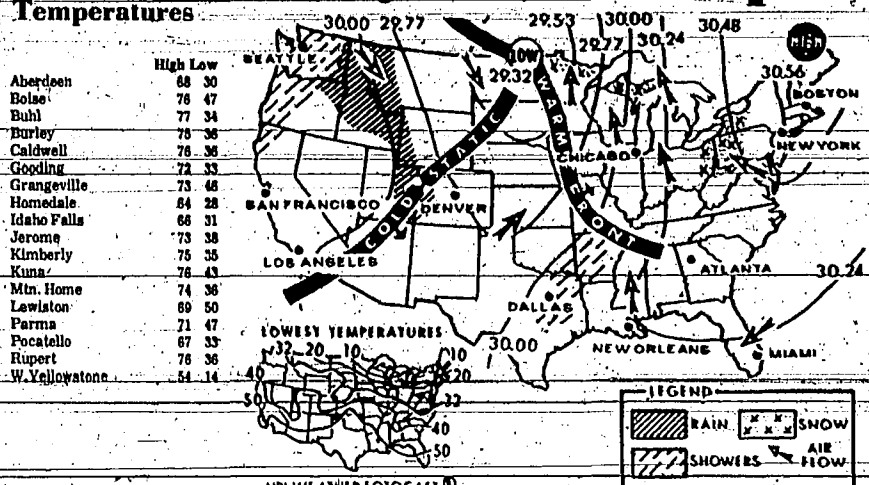 Temperatures
High Low
Aberdeen 68 30
Boise 76 47
Buhl 77 34
Burley 75 36
Caldwell 76 36
Gooding 72 33
Grangeville 73 46
Homedale 64 28
Idaho Falls 66 31
Jerome 73 38
Kimberly 75 35
Kuna 76 43
Mtn. Home 74 36
Lewiston 69 50
Parma 71 47
Pocatello 67 33
Rupert 76 36
W. Yellowstone 54 14
30.00 29.77 29.53 30.00 30.48
29.77 30.24
SEATTLE
LOW
29.32
HIGH
30.56
BOSTON
NEW YORK
WARM FRONT
CHICAGO
COLD STATIC
SAN FRANCISCO
DENVER
LOS ANGELES
ATLANTA
30.24
DALLAS
30.00
NEW ORLEANS
MIAMI
LOWEST TEMPERATURES
32 20 10 10
40 20
50 32
40
50
LEGEND
RAIN SNOW
SHOWERS AIR FLOW
UPI WEATHER FOTOCAST